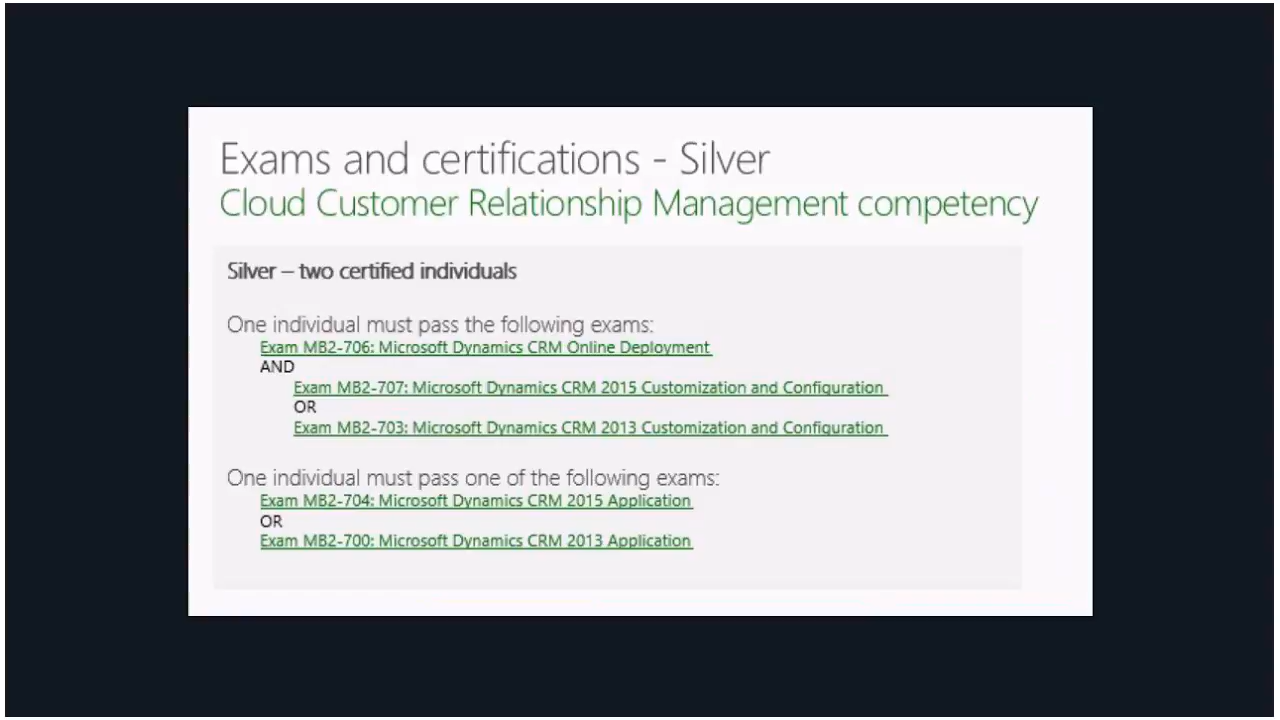 Exams and certifications - Silver
Cloud Customer Relationship Management competency
Silver – two certified individuals
One individual must pass the following exams:
Exam MB2-706: Microsoft Dynamics CRM Online Deployment
AND
Exam MB2-707: Microsoft Dynamics CRM 2015 Customization and Configuration
OR
Exam MB2-703: Microsoft Dynamics CRM 2013 Customization and Configuration
One individual must pass one of the following exams:
Exam MB2-704: Microsoft Dynamics CRM 2015 Application
OR
Exam MB2-700: Microsoft Dynamics CRM 2013 Application